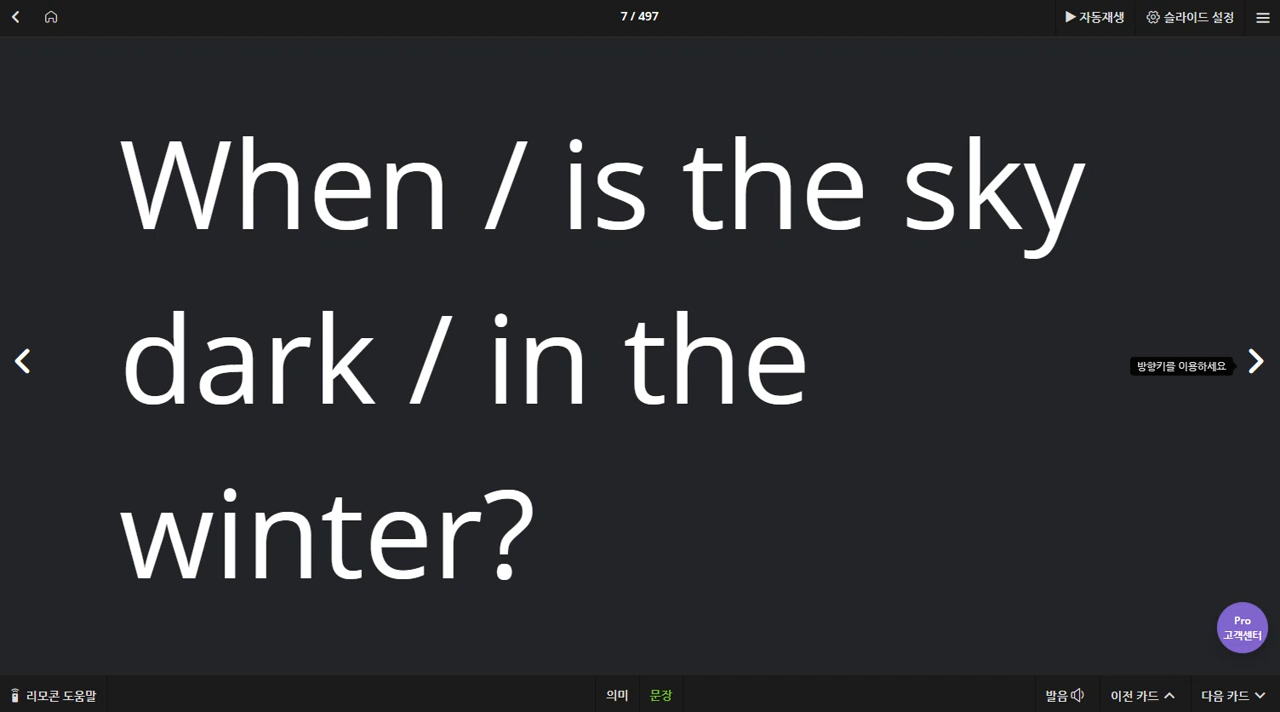 7 / 497
자동재생
슬라이드 설정
When / is the sky
dark / in the
winter?
방향키를 이용하세요
Pro
고객센터
리모콘 도움말
의미
문장
발음
이전 카드
다음 카드